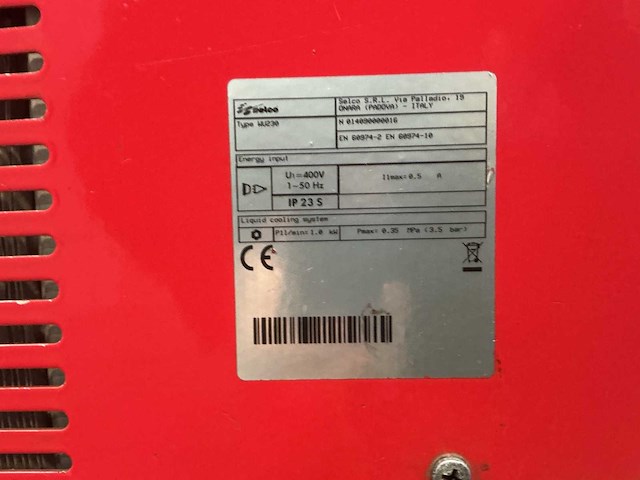 Selco
Selco S.R.L. Via Palladio, 19
ONARA (PADOVA) - ITALY
Type WU230
N 014090000016
EN 60974-2 EN 60974-10
Energy input
U1=400V
1~50 Hz
I1max=0.5 A
IP 23 S
Liquid cooling system
P1l/min=1.0 kW
Pmax= 0.35 MPa (3.5 bar)
CE